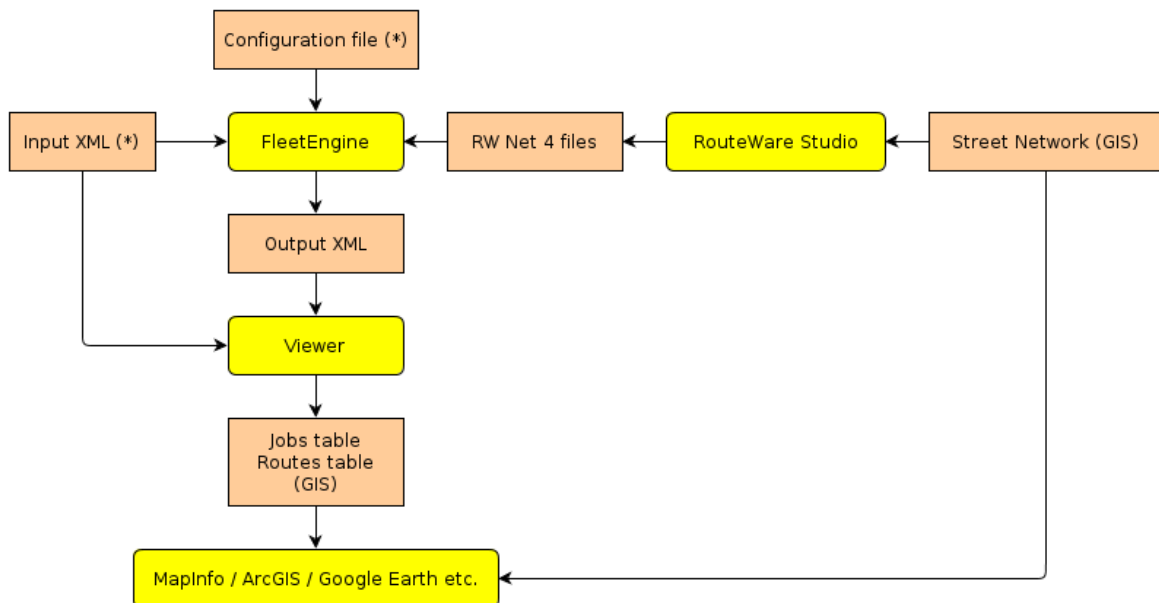 Configuration file (*)
Input XML (*)
FleetEngine
RW Net 4 files
RouteWare Studio
Street Network (GIS)
Output XML
Viewer
Jobs table
Routes table
(GIS)
MapInfo / ArcGIS / Google Earth etc.